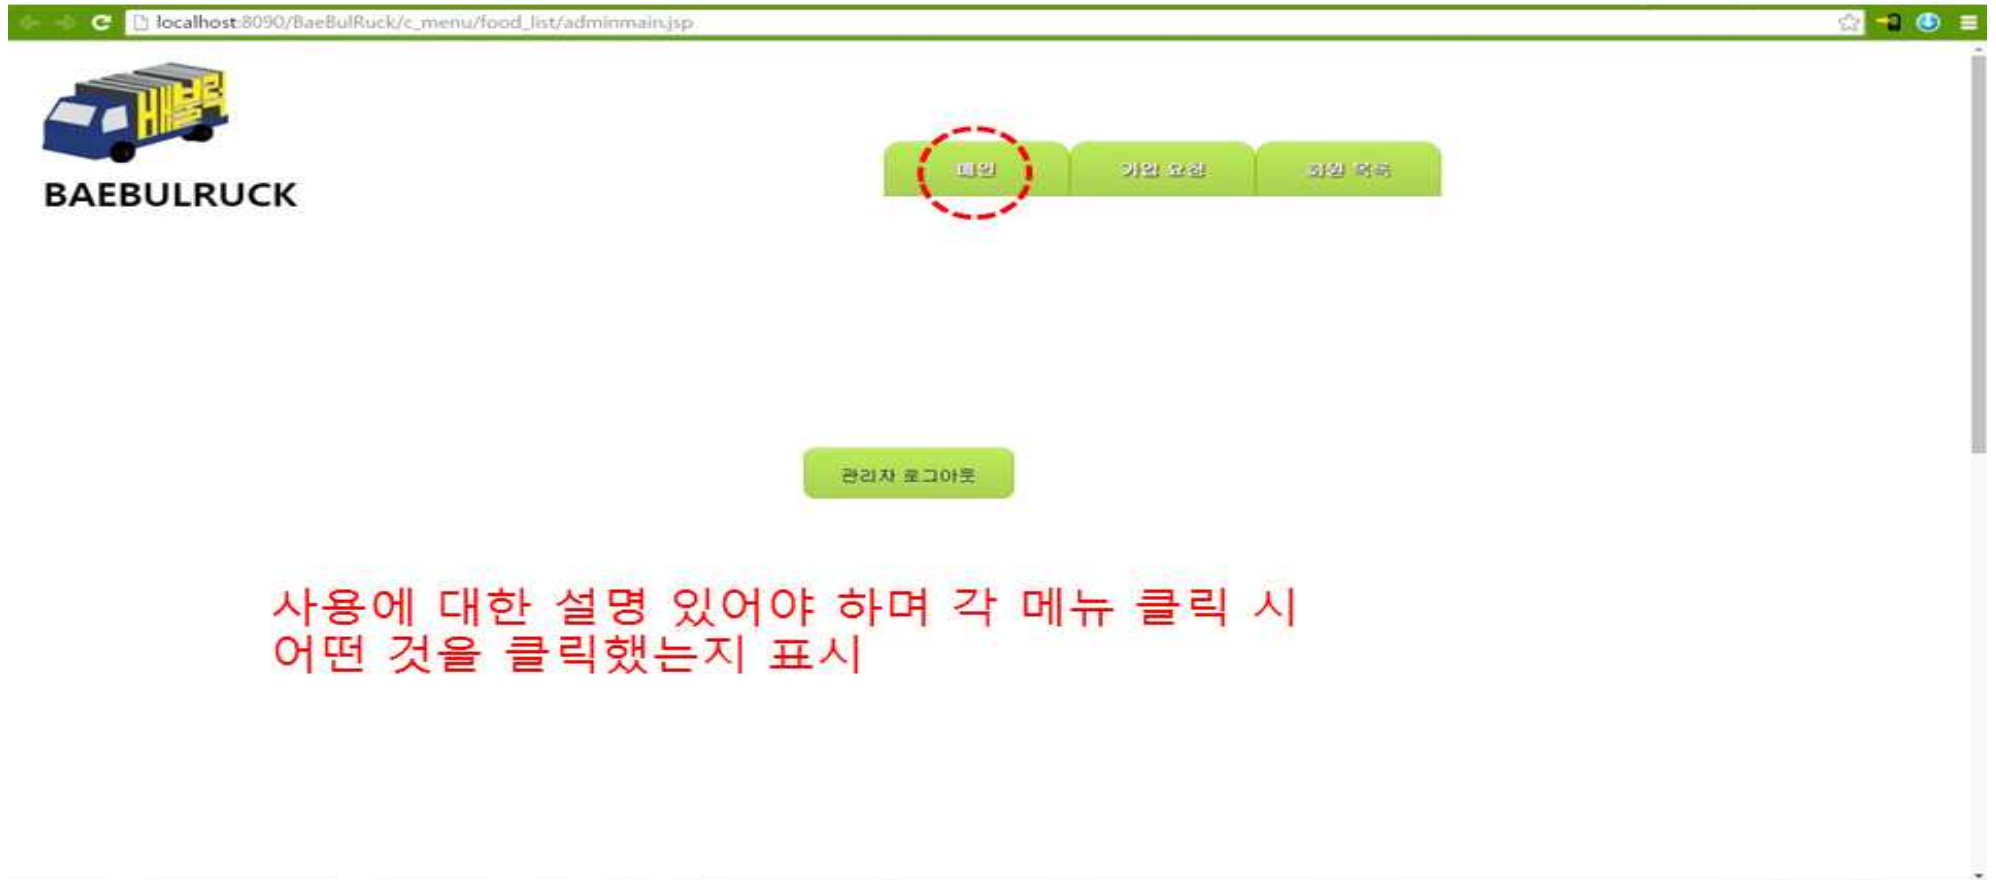 localhost:8090/BaeBulRuck/c_menu/food_list/adminmain.jsp
배불럭
BAEBULRUCK
메인
가입 요청
회원 목록
관리자 로그아웃
사용에 대한 설명 있어야 하며 각 메뉴 클릭 시
어떤 것을 클릭했는지 표시